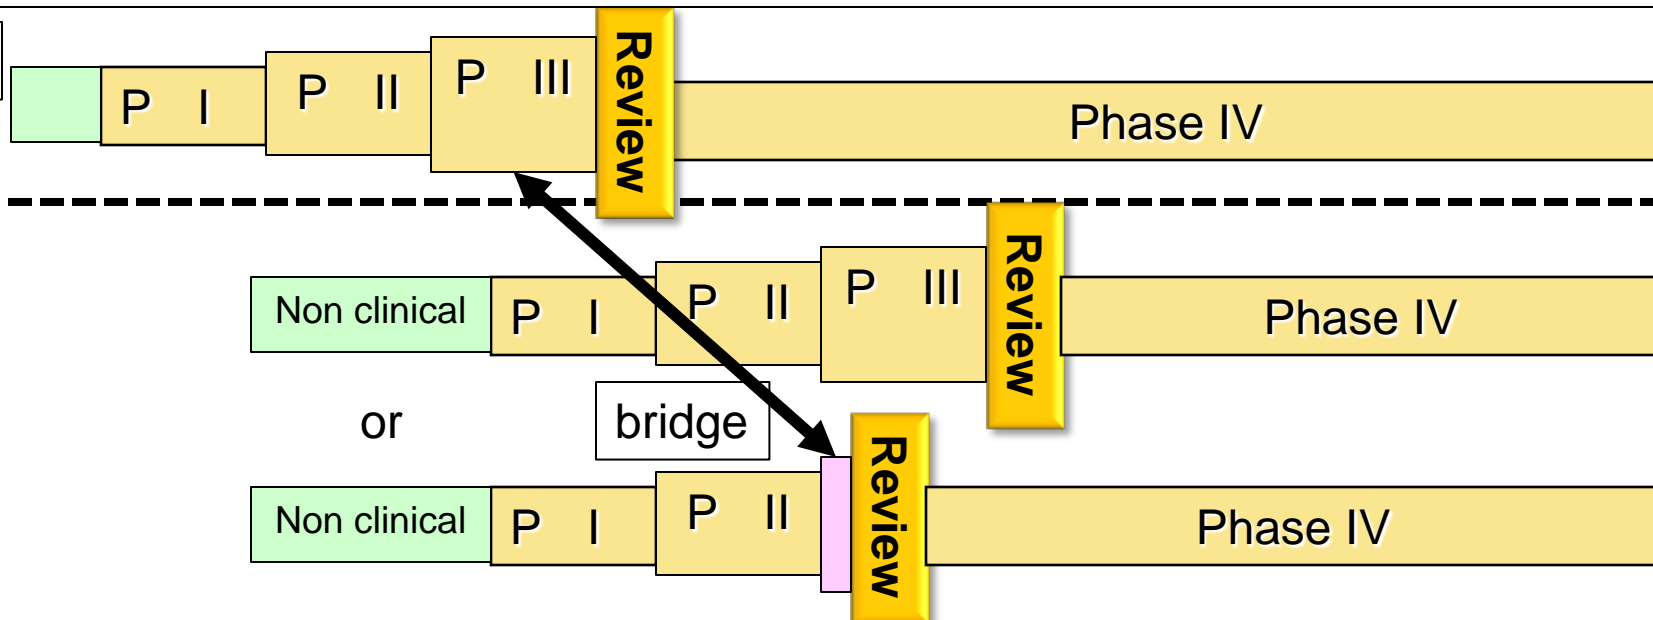 P I
P II
P III
Review
Phase IV
Non clinical
P I
P II
P III
Review
Phase IV
or
bridge
Non clinical
P I
P II
Review
Phase IV